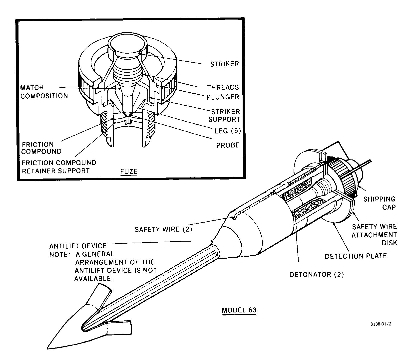 STRIKER
MATCH
COMPOSITION
THREADS
PLUNGER
STRIKER
SUPPORT
LEG (6)
PROBE
FRICTION
COMPOUND
FRICTION COMPOUND
RETAINER SUPPORT
FUZE
SHIPPING
CAP
SAFETY WIRE (2)
SAFETY WIRE
ATTACHMENT
DISK
ANTILIFT DEVICE
NOTE: A GENERAL
ARRANGEMENT OF THE
ANTILIFT DEVICE IS NOT
AVAILABLE
DETECTION PLATE
DETONATOR (2)
MODEL 63